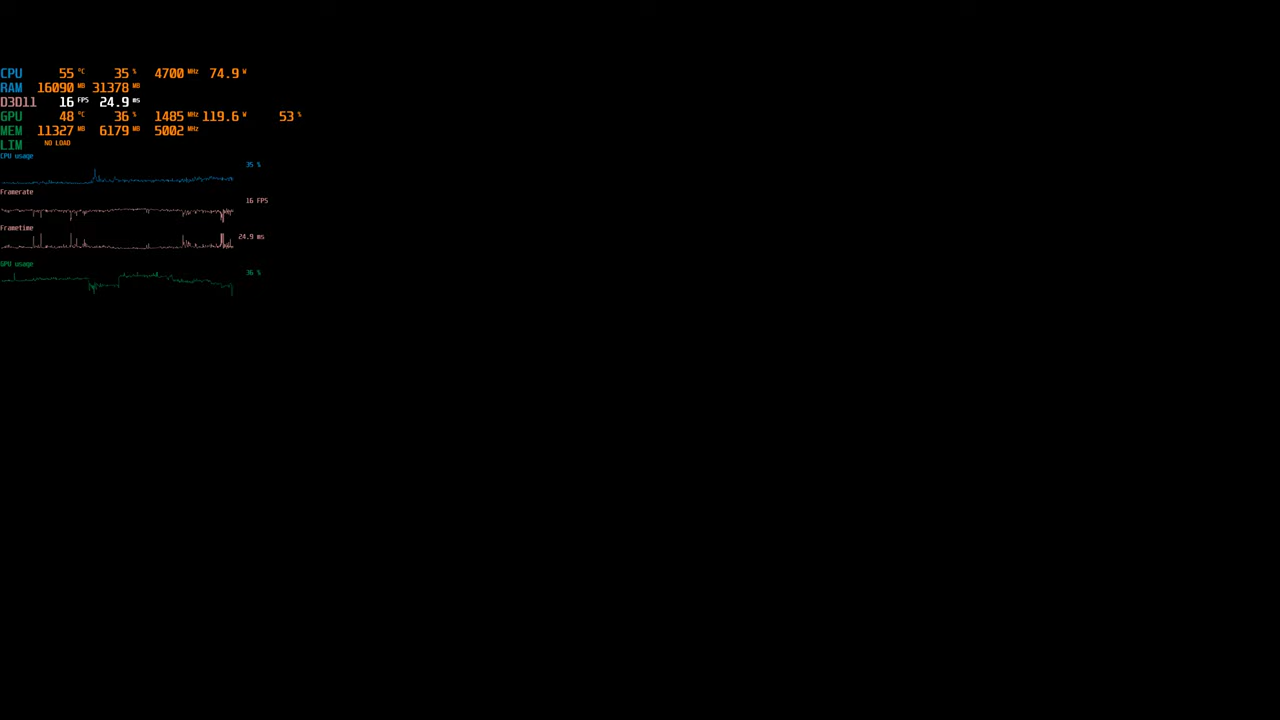 CPU 55 °C 35 % 4700 MHz 74.9 W
RAM 16090 MB 31378 MB
D3D11 16 FPS 24.9 ms
GPU 48 °C 36 % 1485 MHz 119.6 W 53 %
MEM 11327 MB 6179 MB 5002 MHz
LIM NO LOAD
CPU usage
35 %
Framerate
16 FPS
Frametime
24.9 ms
GPU usage
36 %